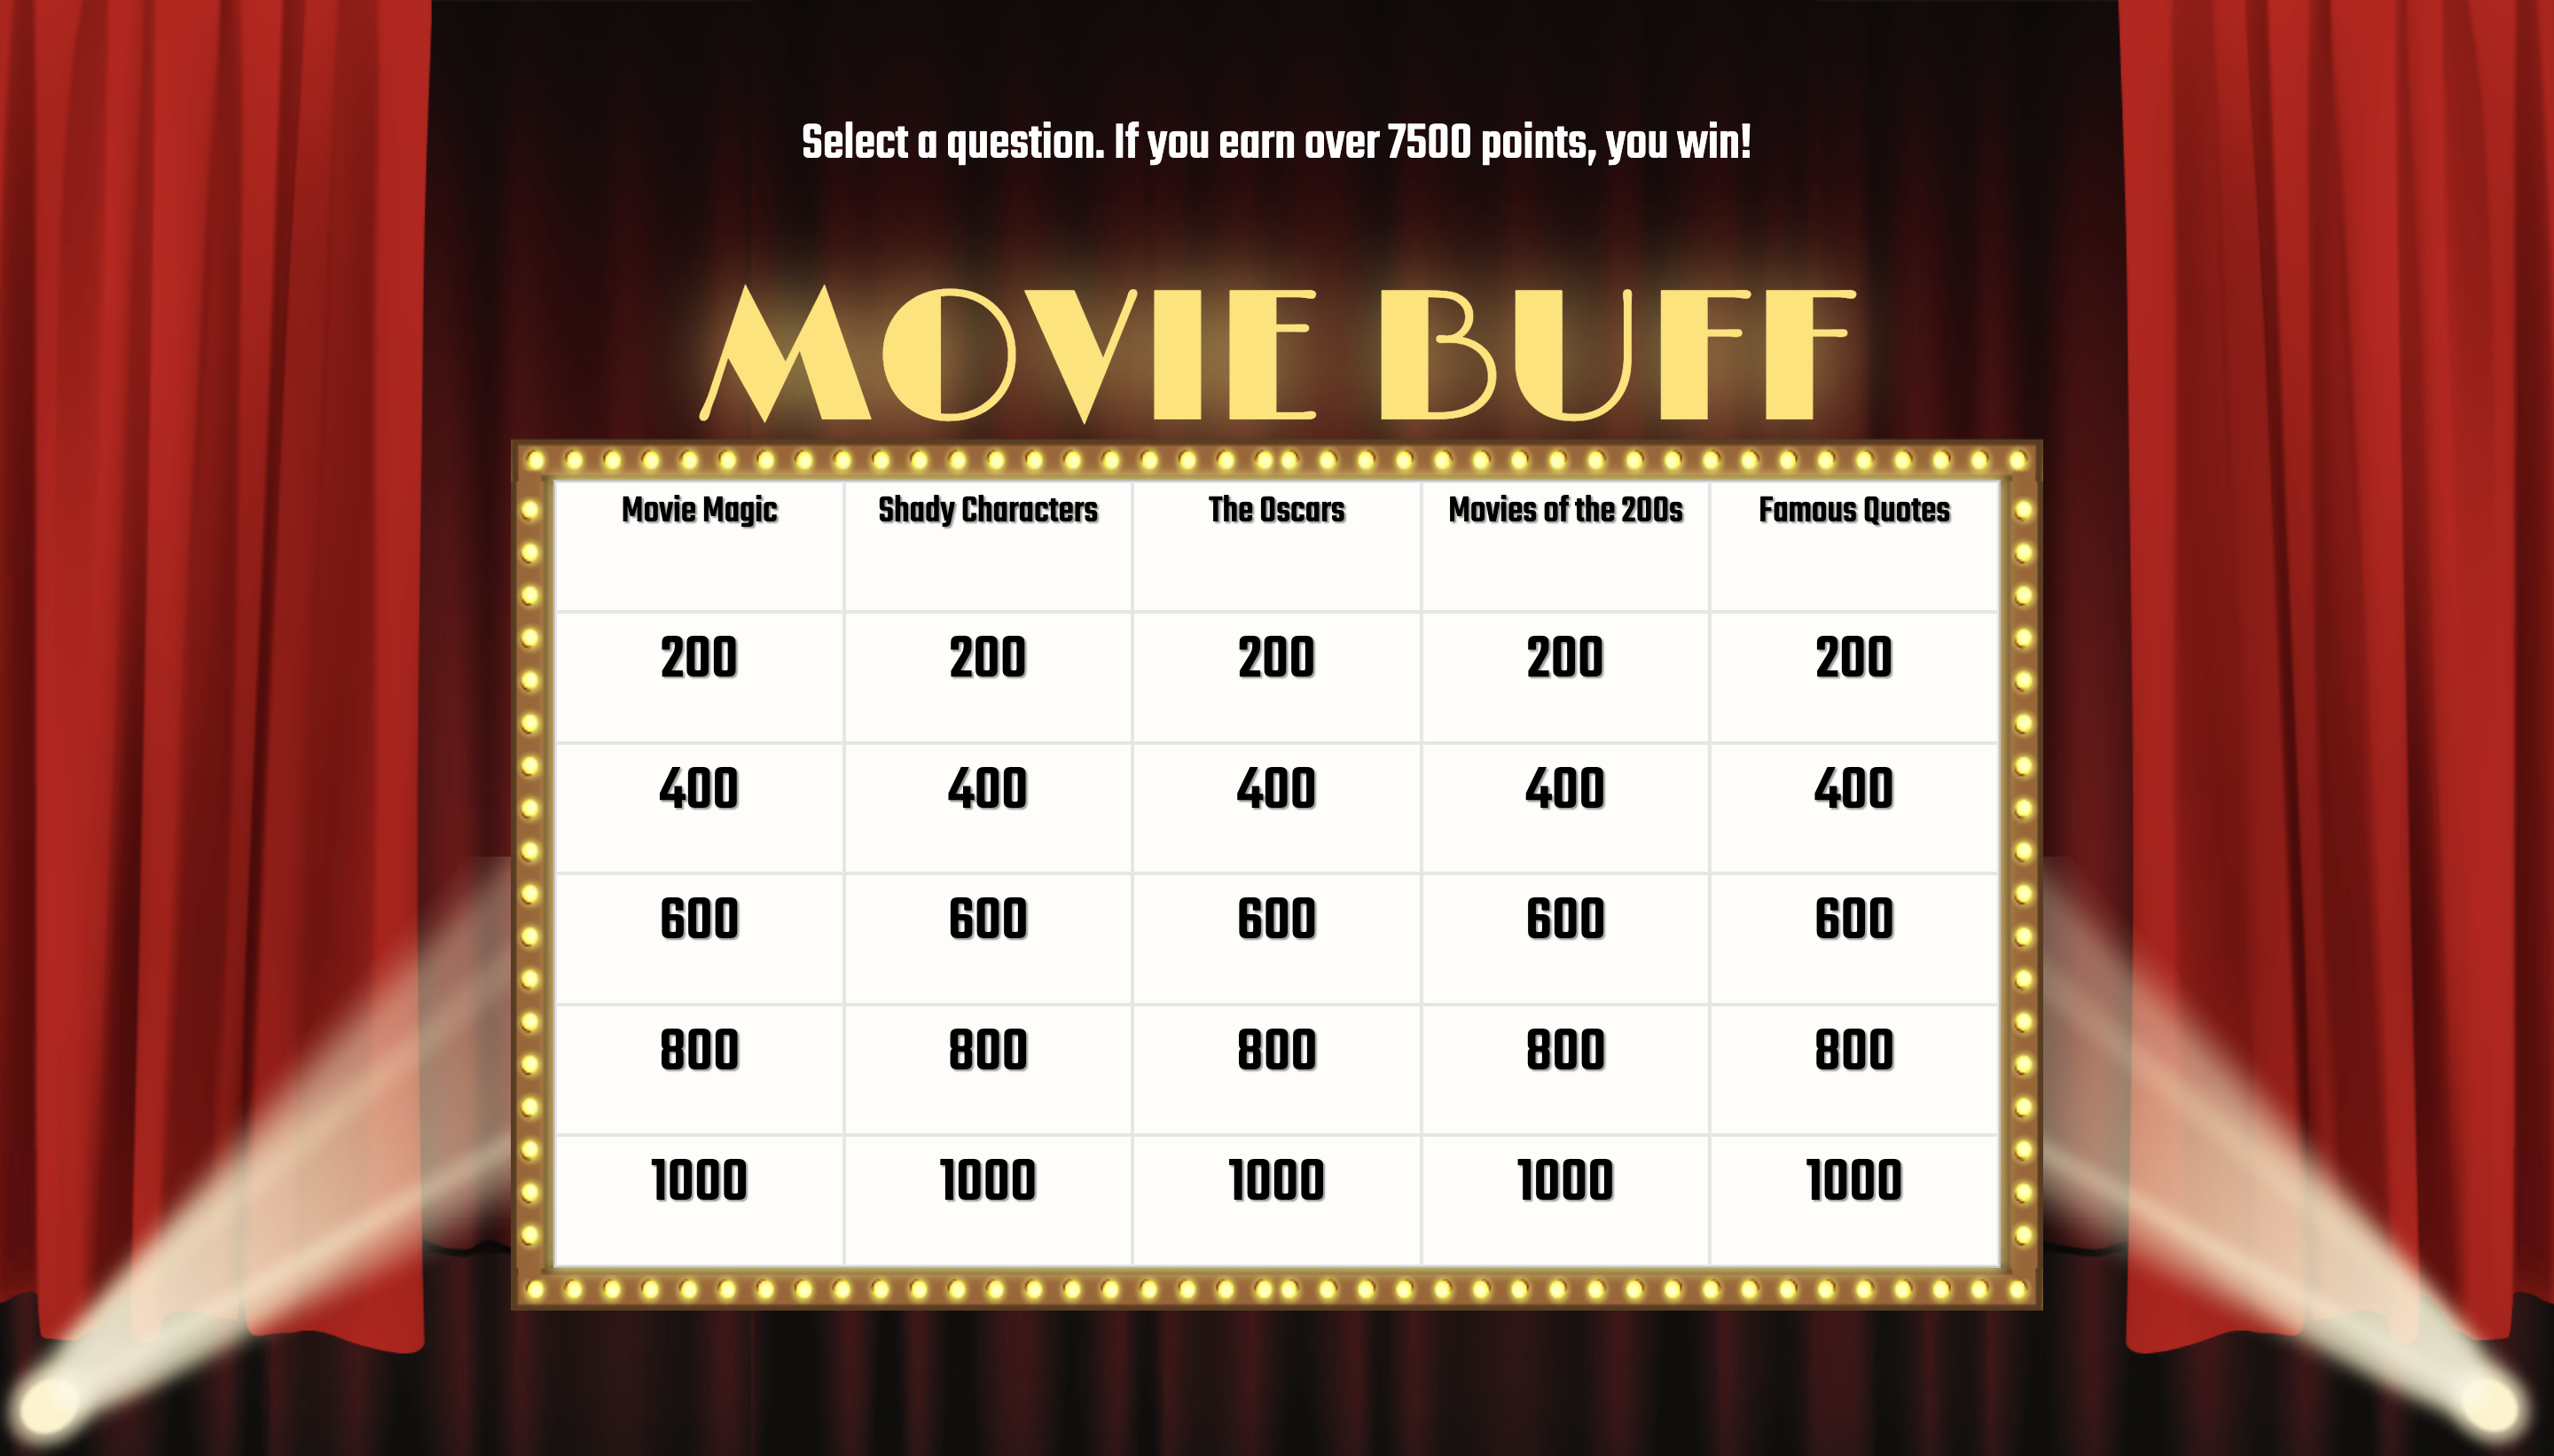 Select a question. If you earn over 7500 points, you win!
MOVIE BUFF
Movie Magic Shady Characters The Oscars Movies of the 200s Famous Quotes
200 200 200 200 200
400 400 400 400 400
600 600 600 600 600
800 800 800 800 800
1000 1000 1000 1000 1000